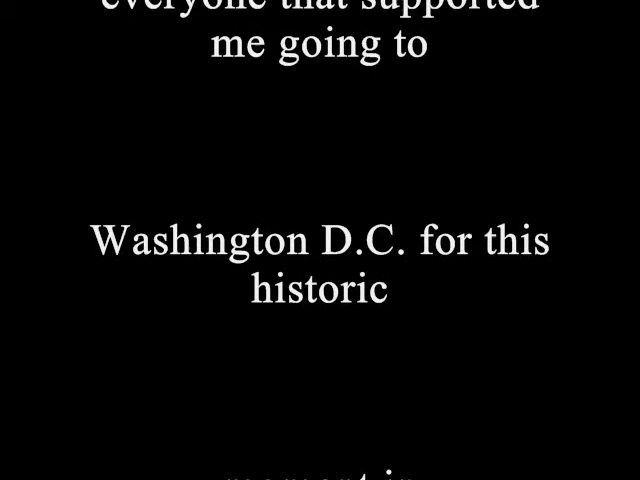 everyone that supported
me going to
Washington D.C. for this
historic
moment in